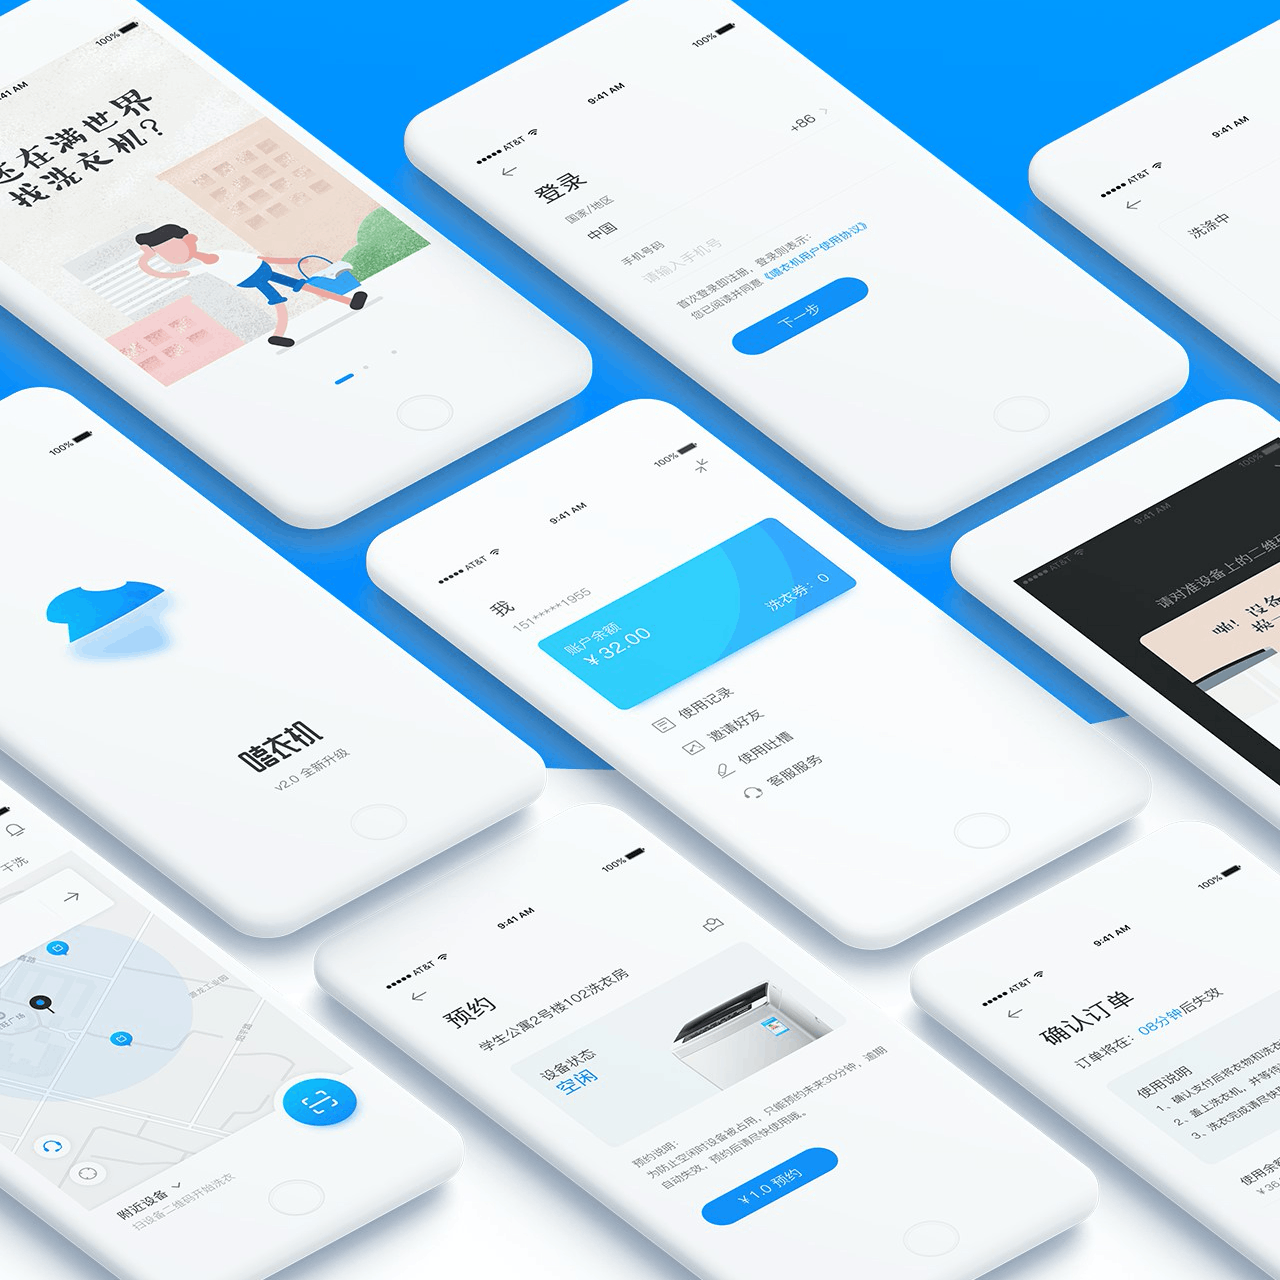 100%
:41 AM
还在满世界
找洗衣机？
100%
9:41 AM
AT&T
登录
+86
国家/地区
中国
手机号码
请输入手机号
首次登录即注册，登录则表示：
您已阅读并同意《嘻衣机用户使用协议》
下一步
9:41 AM
AT&T
洗涤中
100%
嘻衣机
v2.0 全新升级
100%
9:41 AM
AT&T
我
151*****1955
账户余额
¥ 32.00
洗衣券：0
使用记录
邀请好友
使用吐槽
客服服务
100%
9:41 AM
AT&T
请对准设备上的二维码
啪！设备
换一
干洗
源龙工业园
附近设备
扫设备二维码开始洗衣
100%
9:41 AM
AT&T
预约
学生公寓2号楼102洗衣房
设备状态
空闲
预约说明：
为防止空闲时设备被占用，只能预约未来30分钟，逾期
自动失效，预约后请尽快使用哦。
¥ 1.0 预约
100%
9:41 AM
AT&T
确认订单
订单将在：08分钟后失效
使用说明
1、确认支付后将衣物和洗衣
2、盖上洗衣机，并等待
3、洗衣完成请尽快
使用余额
¥ 36